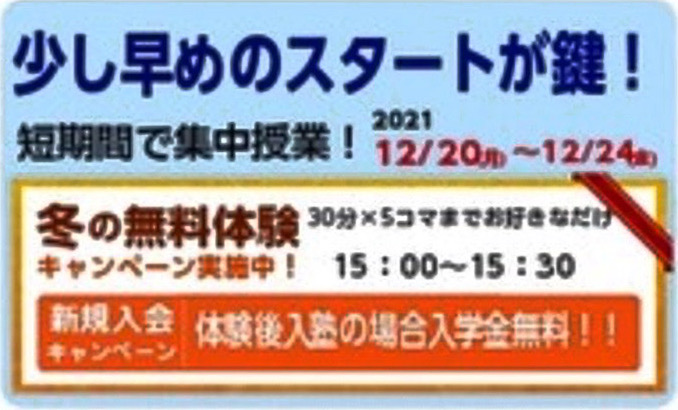 少し早めのスタートが鍵！
短期間で集中授業！ 2021 12/20(月)～12/24(金)
冬の無料体験 30分×5コマまでお好きなだけ
キャンペーン実施中！ 15：00～15：30
新規入会 キャンペーン 体験後入塾の場合入学金無料！！